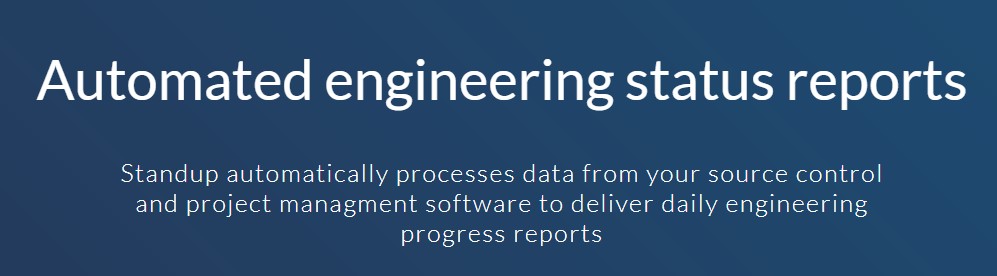 Automated engineering status reports
Standup automatically processes data from your source control
and project managment software to deliver daily engineering
progress reports